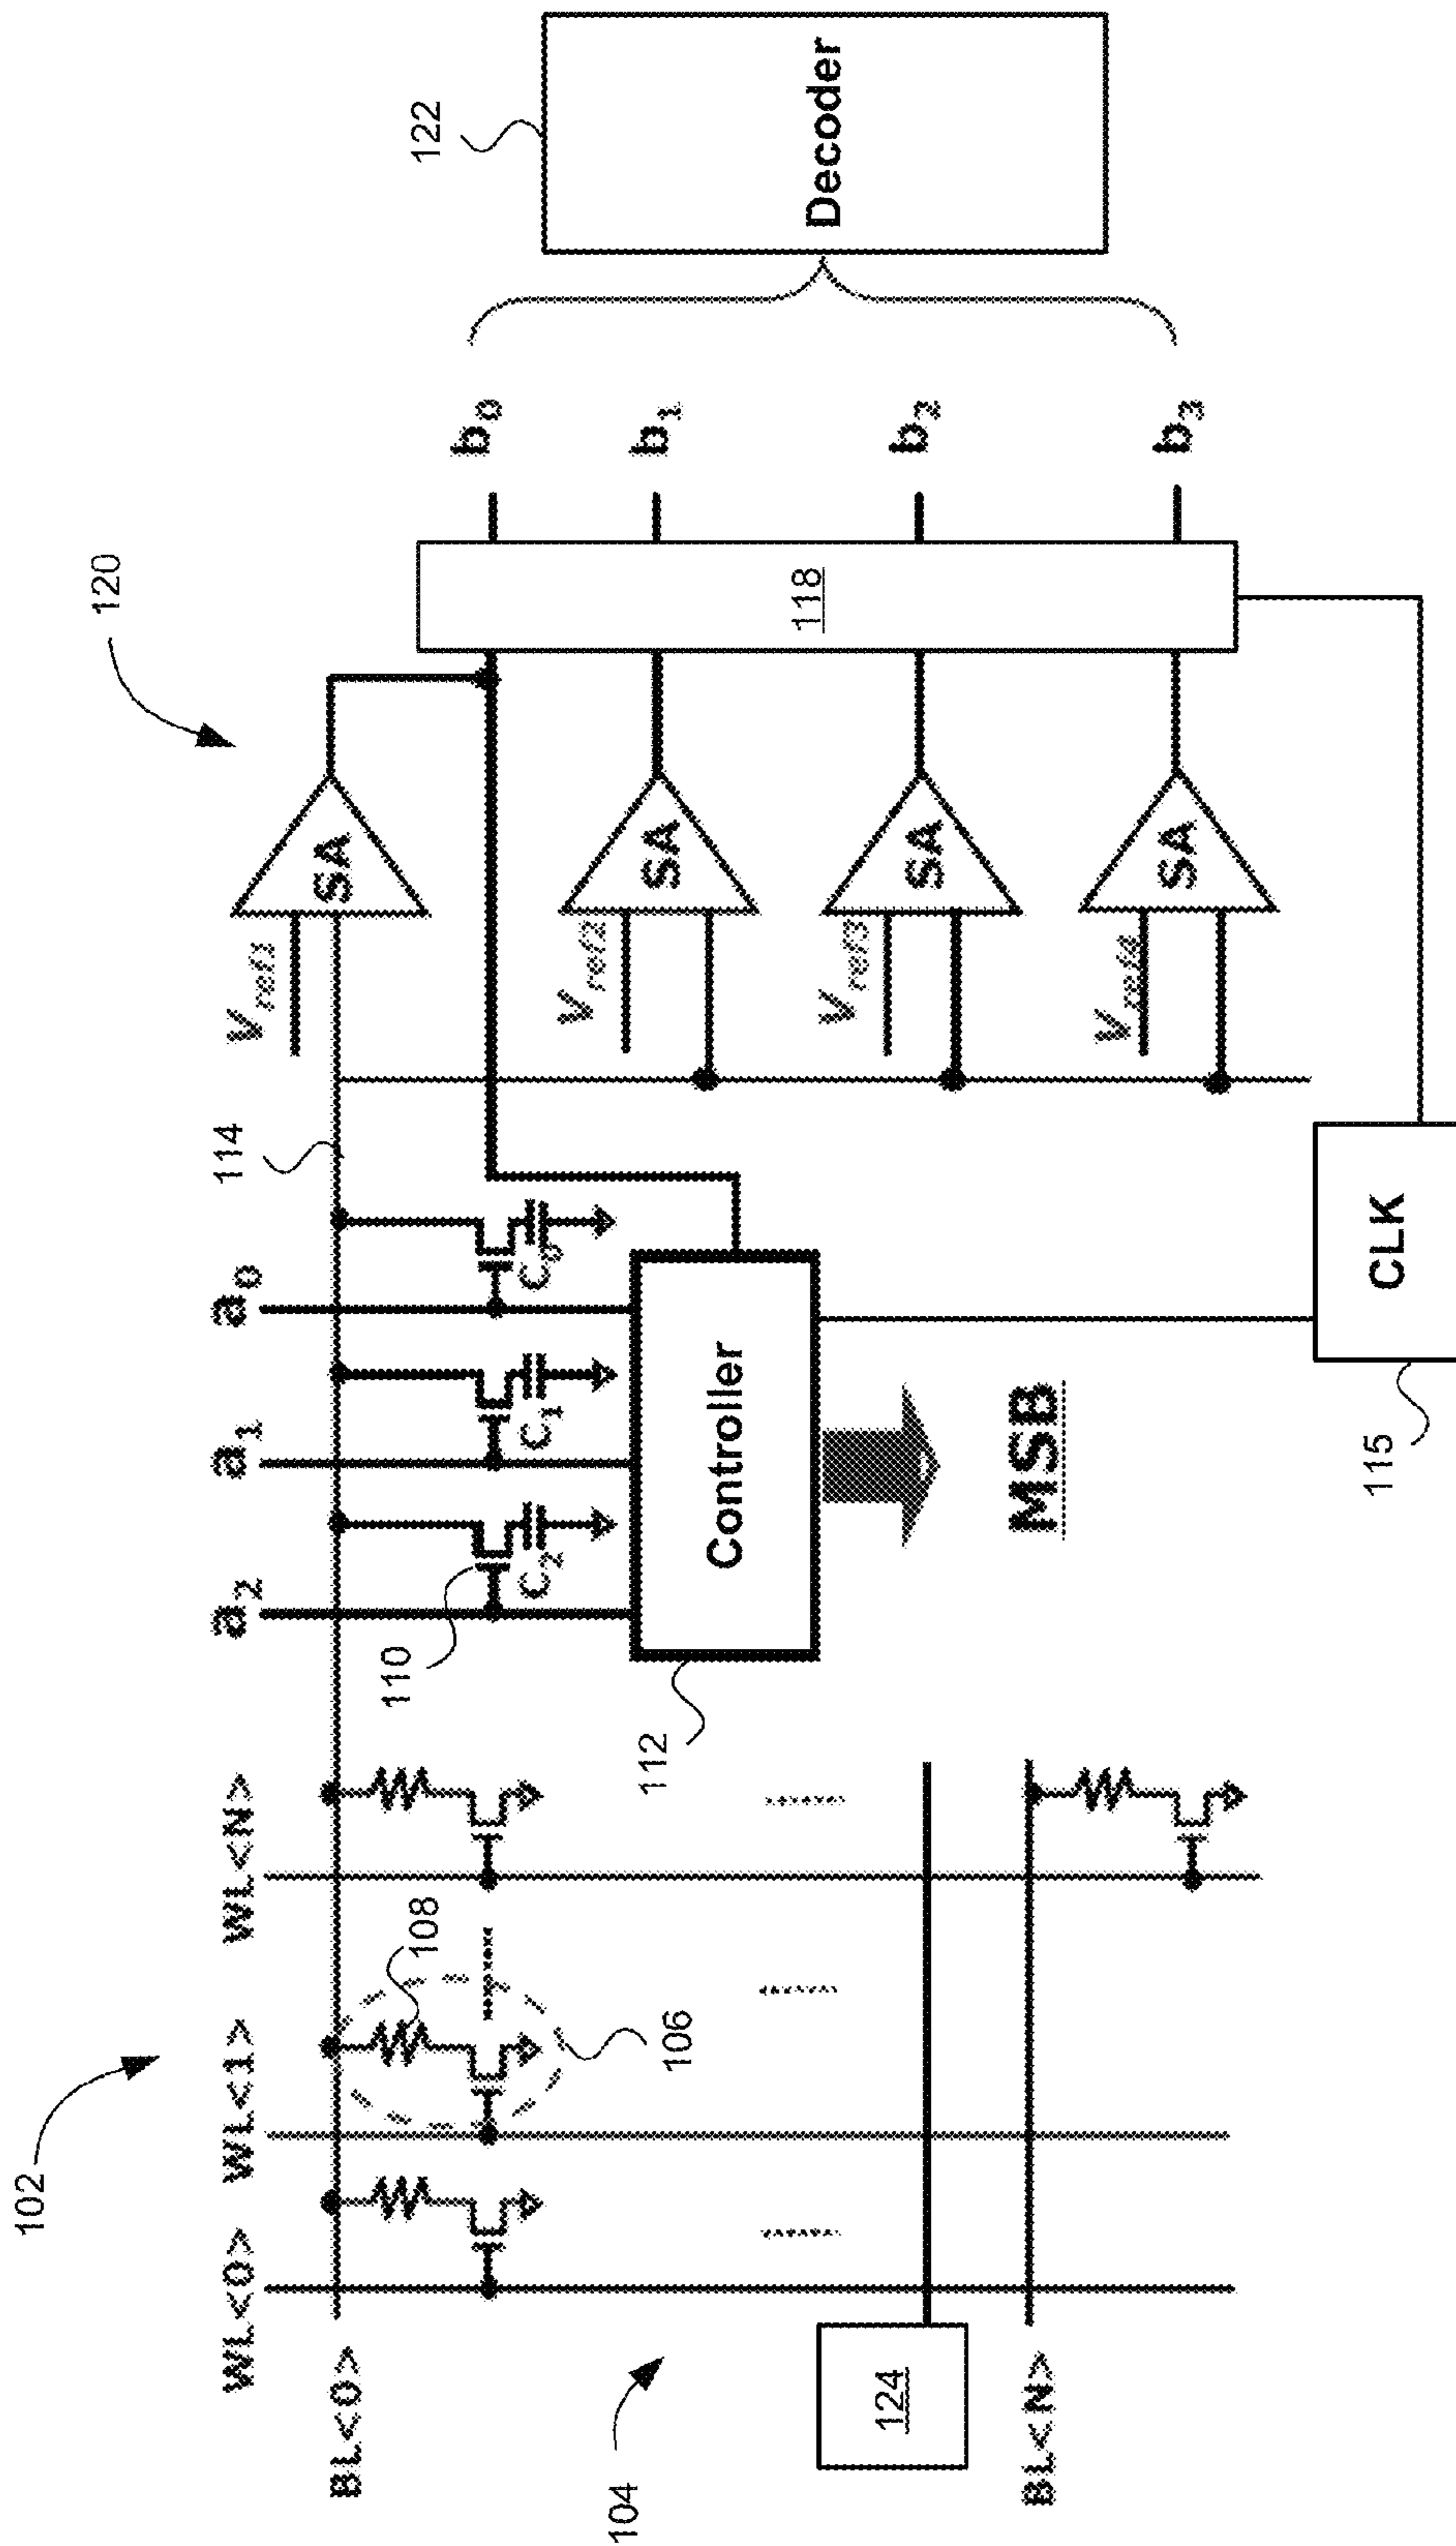 102
WL<0>
WL<1>
WL<N>
a2
a1
a0
114
120
BL<0>
108
110
106
C2
C1
C0
Vref1
SA
104
112
Controller
Vref2
SA
118
b0
b1
b2
b3
122
Decoder
124
Vref3
SA
MSB
BL<N>
Vref4
SA
115
CLK